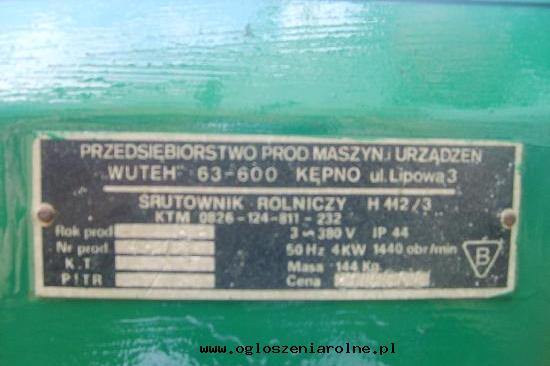 PRZEDSIĘBIORSTWO PROD MASZYN i URZĄDZEŃ
WUTEH 63-600 KĘPNO ul. Lipowa 3
ŚRUTOWNIK ROLNICZY H 112/3
KTM 0826-124-811-232
Rok prod 3~380 V IP 44
Nr prod 50 Hz 4 KW 1440 obr/min
K.T. Masa 144 Kg
Cena
B
www.ogloszeniarolne.pl